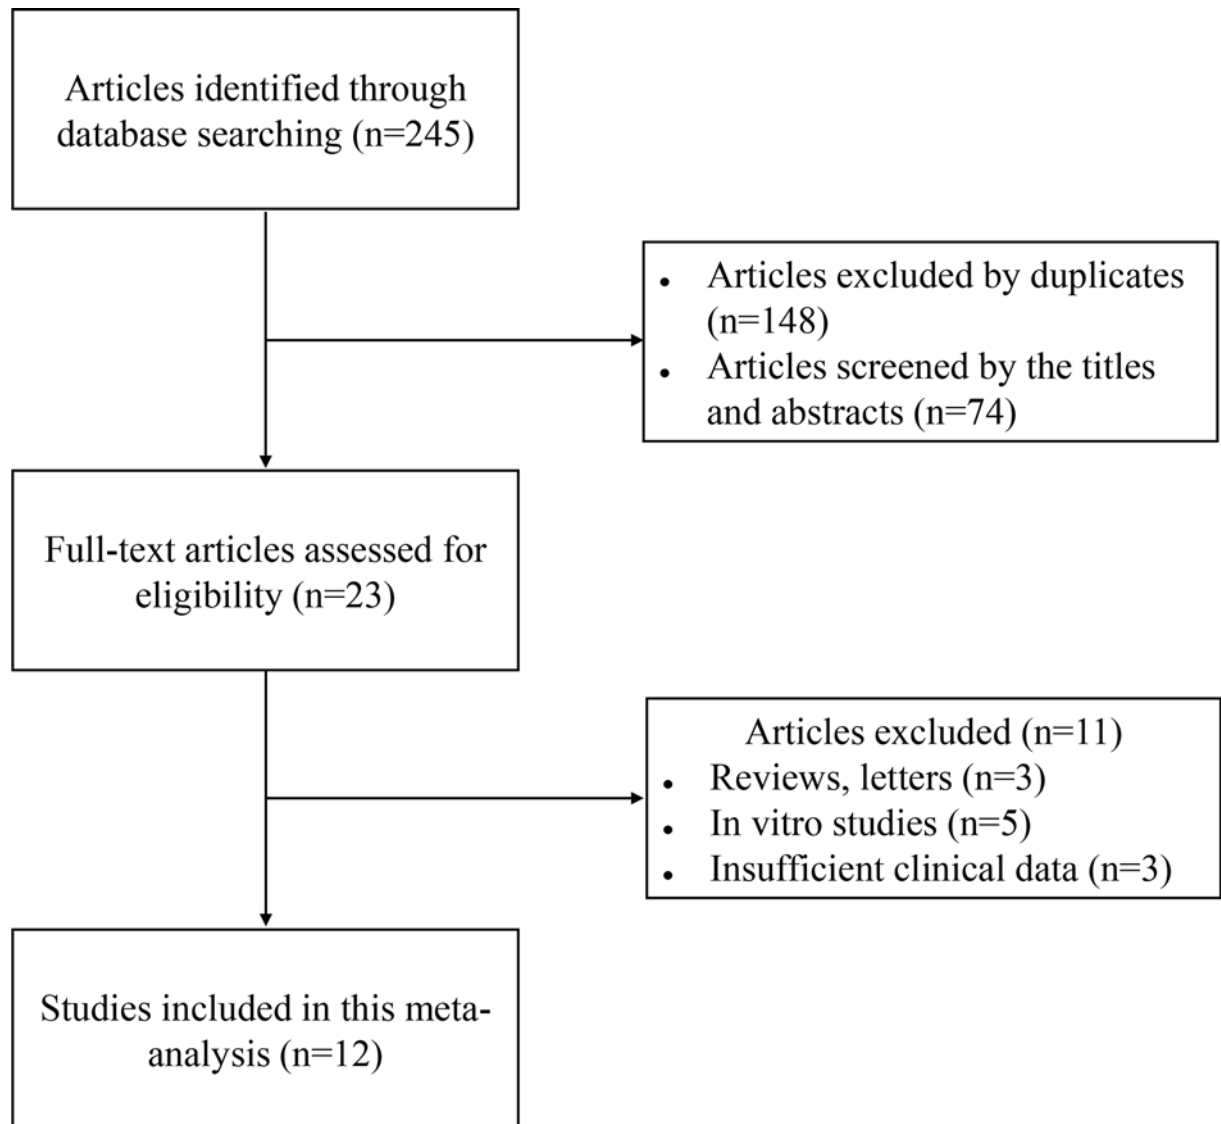 Articles identified through
database searching (n=245)
• Articles excluded by duplicates
(n=148)
• Articles screened by the titles
and abstracts (n=74)
Full-text articles assessed for
eligibility (n=23)
Articles excluded (n=11)
• Reviews, letters (n=3)
• In vitro studies (n=5)
• Insufficient clinical data (n=3)
Studies included in this meta-
analysis (n=12)